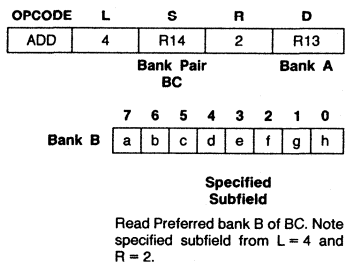 OPCODE L S R D
ADD 4 R14 2 R13
Bank Pair Bank A
BC
7 6 5 4 3 2 1 0
Bank B a b c d e f g h
Specified
Subfield
Read Preferred bank B of BC. Note
specified subfield from L = 4 and
R = 2.